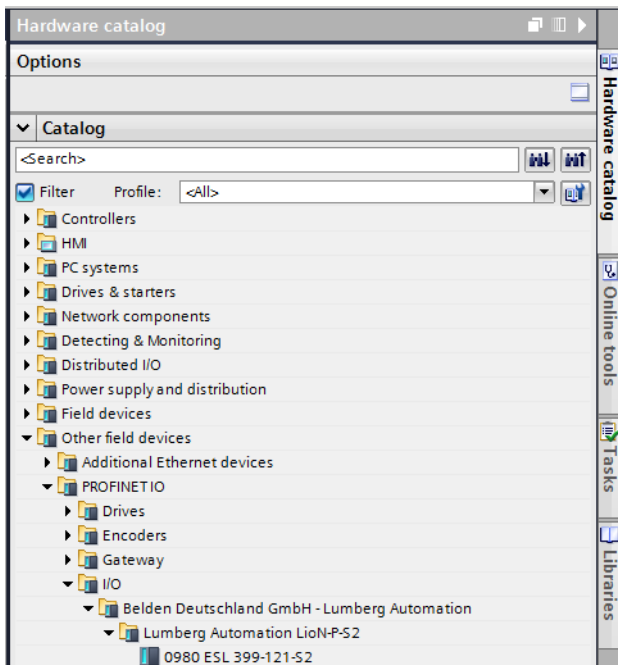 Hardware catalog
Options
Catalog
<Search>
Filter Profile: <All>
Controllers
HMI
PC systems
Drives & starters
Network components
Detecting & Monitoring
Distributed I/O
Power supply and distribution
Field devices
Other field devices
Additional Ethernet devices
PROFINET IO
Drives
Encoders
Gateway
I/O
Belden Deutschland GmbH - Lumberg Automation
Lumberg Automation LioN-P-S2
0980 ESL 399-121-S2
Hardware catalog
Online tools
Tasks
Libraries